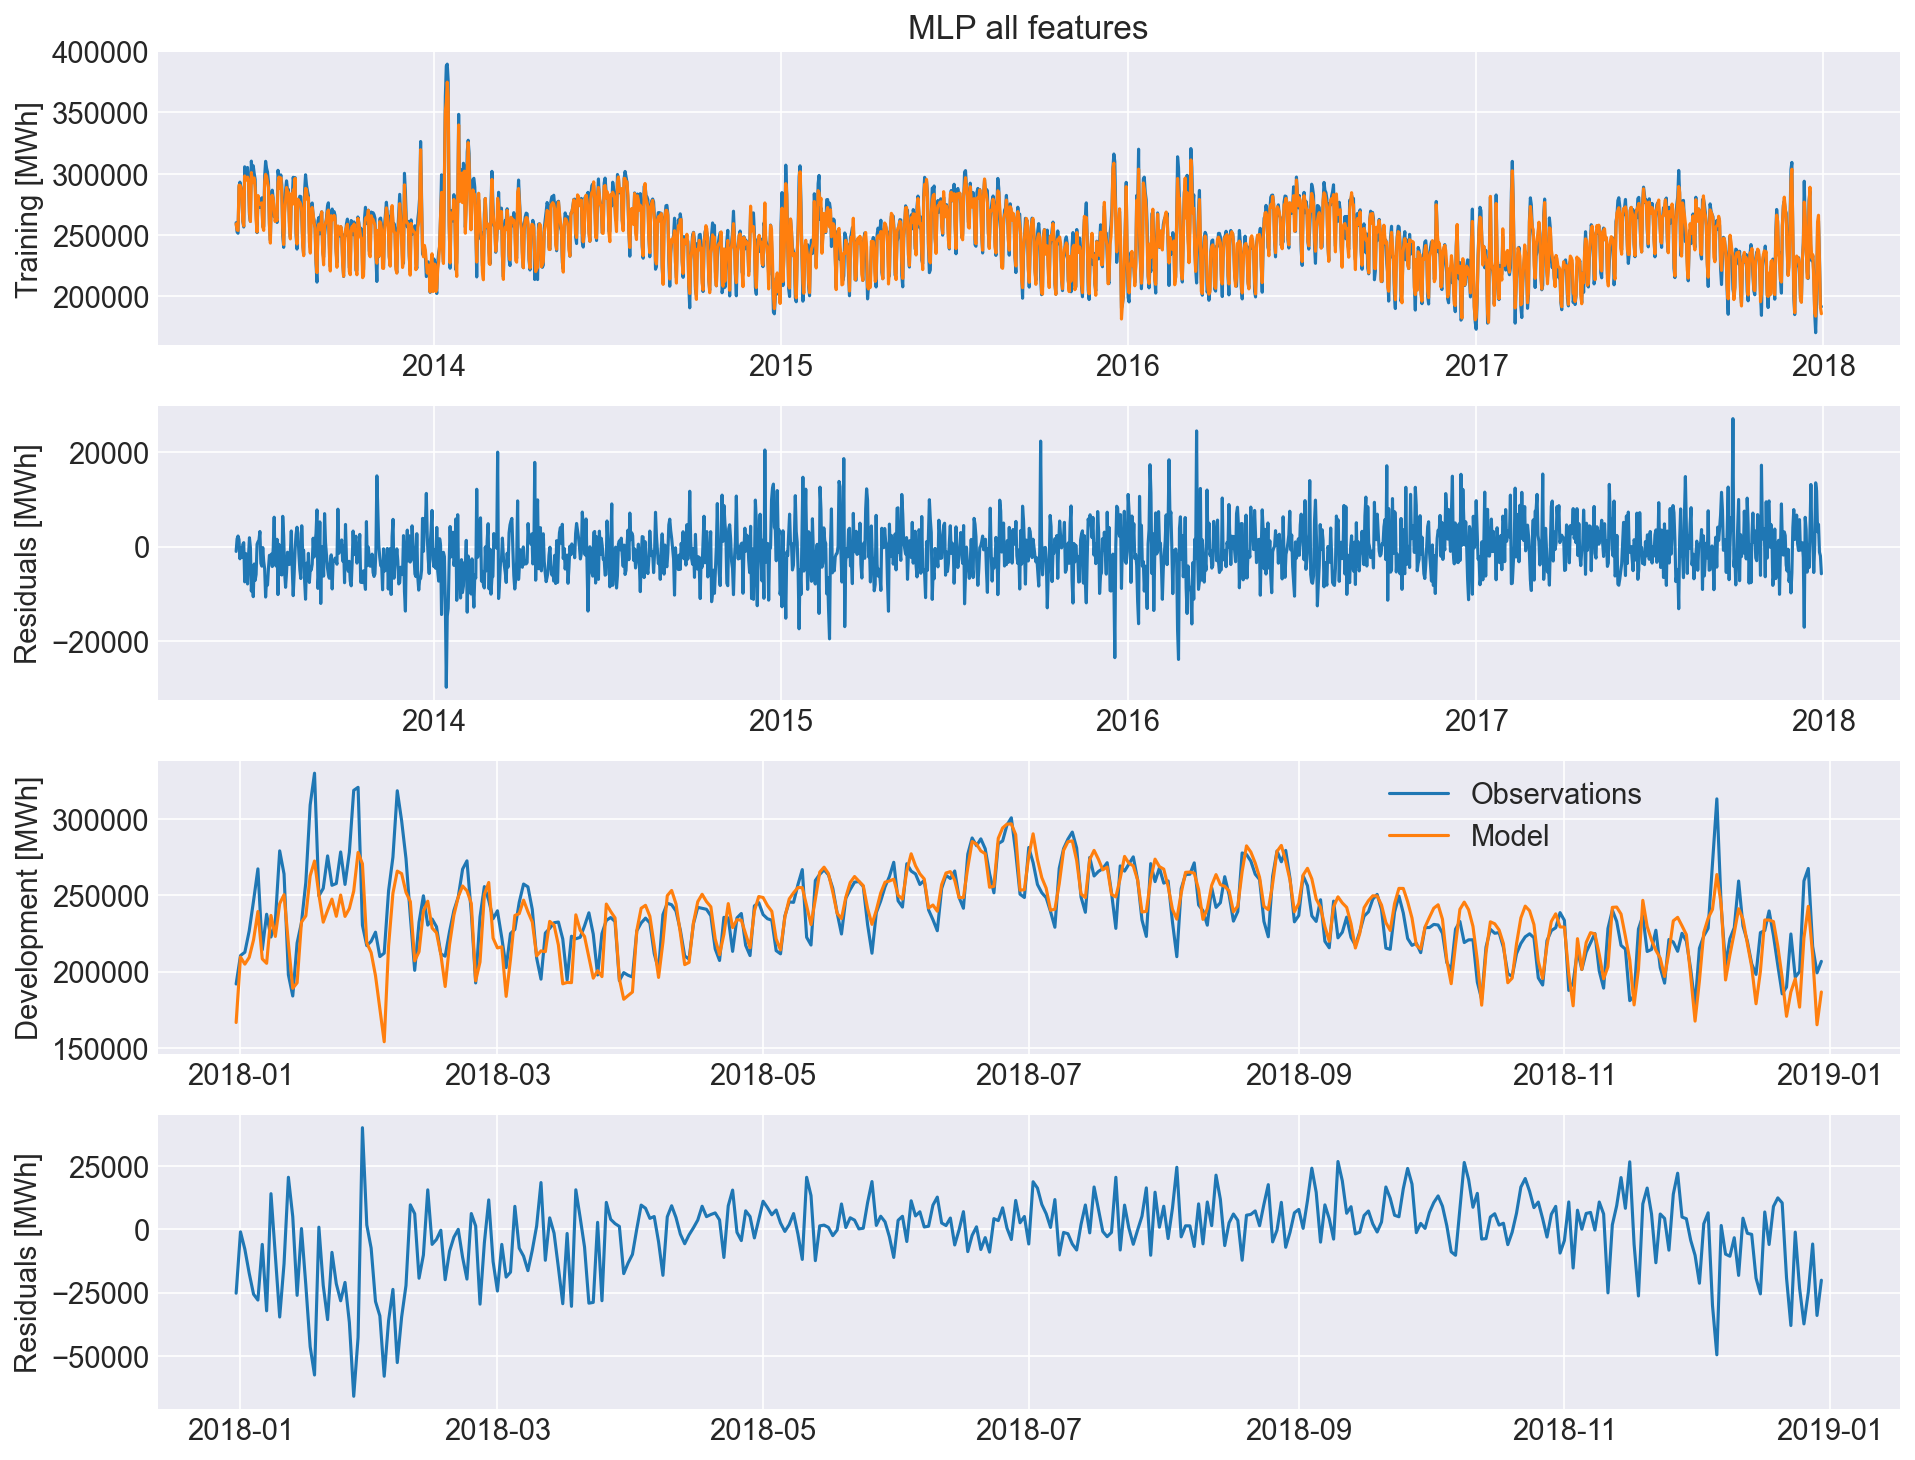 MLP all features
Training [MWh]
400000
350000
300000
250000
200000
2014 2015 2016 2017 2018
Residuals [MWh]
20000
0
−20000
2014 2015 2016 2017 2018
Development [MWh]
300000
250000
200000
150000
Observations
Model
2018-01 2018-03 2018-05 2018-07 2018-09 2018-11 2019-01
Residuals [MWh]
25000
0
−25000
−50000
2018-01 2018-03 2018-05 2018-07 2018-09 2018-11 2019-01